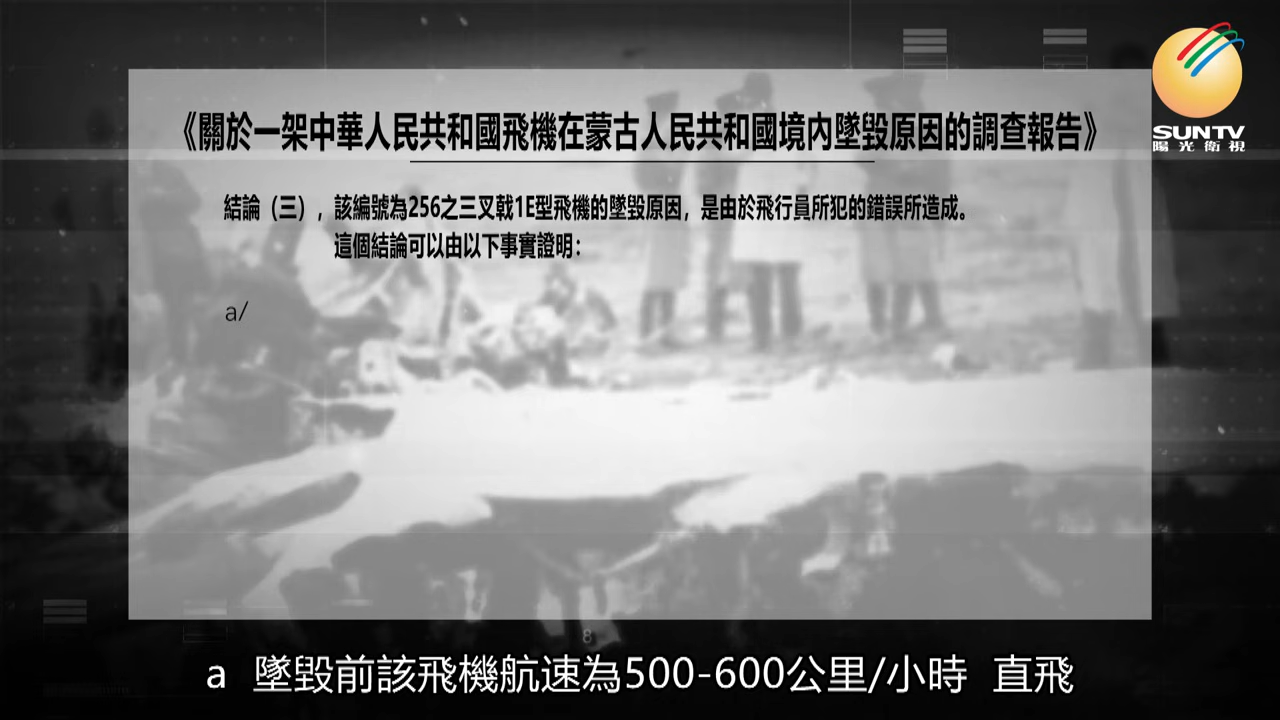 SUNTV
陽光衛視
《關於一架中華人民共和國飛機在蒙古人民共和國境內墜毀原因的調查報告》
結論（三），該編號為256之三叉戟1E型飛機的墜毀原因，是由於飛行員所犯的錯誤所造成。
這個結論可以由以下事實證明：
a/
8
a 墜毀前該飛機航速為500-600公里/小時 直飛